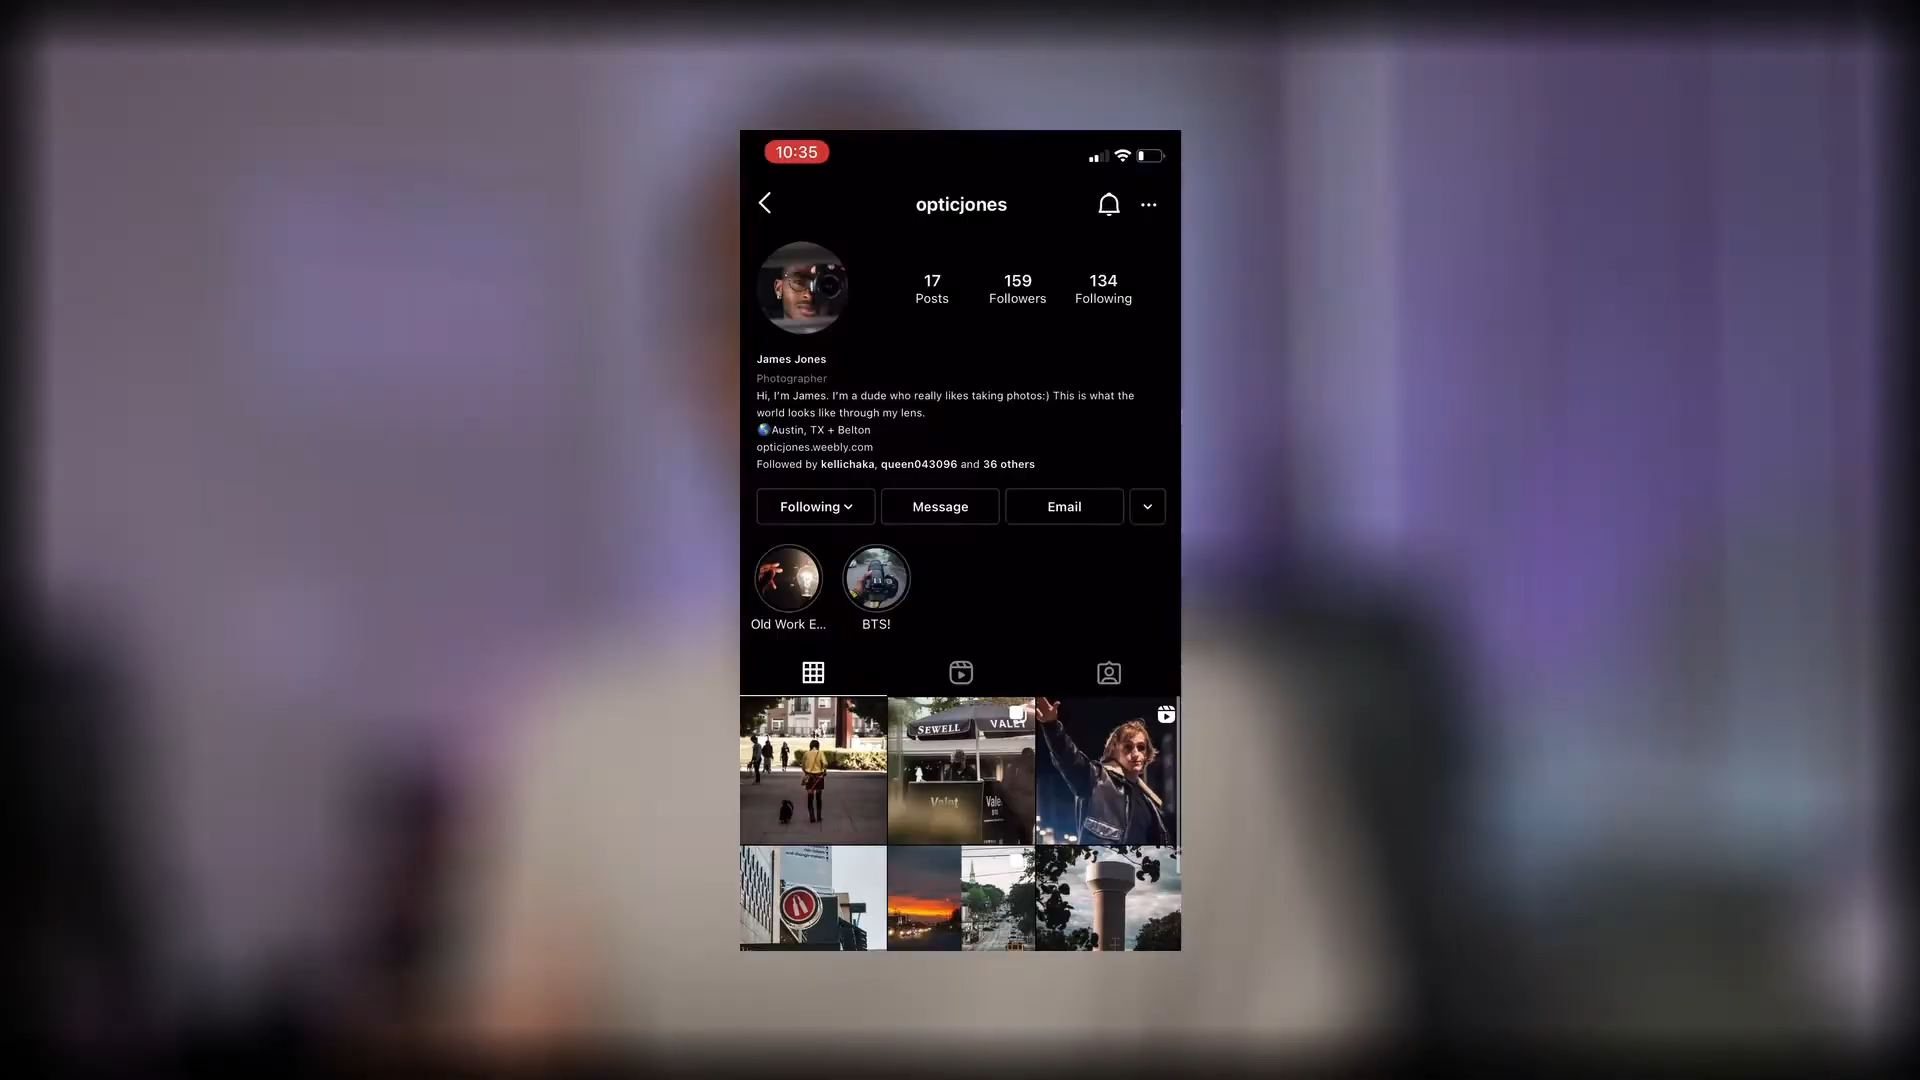 10:35
opticjones
17
Posts
159
Followers
134
Following
James Jones
Photographer
Hi, I'm James. I'm a dude who really likes taking photos:) This is what the
world looks like through my lens.
🌎Austin, TX + Belton
opticjones.weebly.com
Followed by kellichaka, queen043096 and 36 others
Following
Message
Email
Old Work E...
BTS!
SEWELL
VALET
Valet
Vale